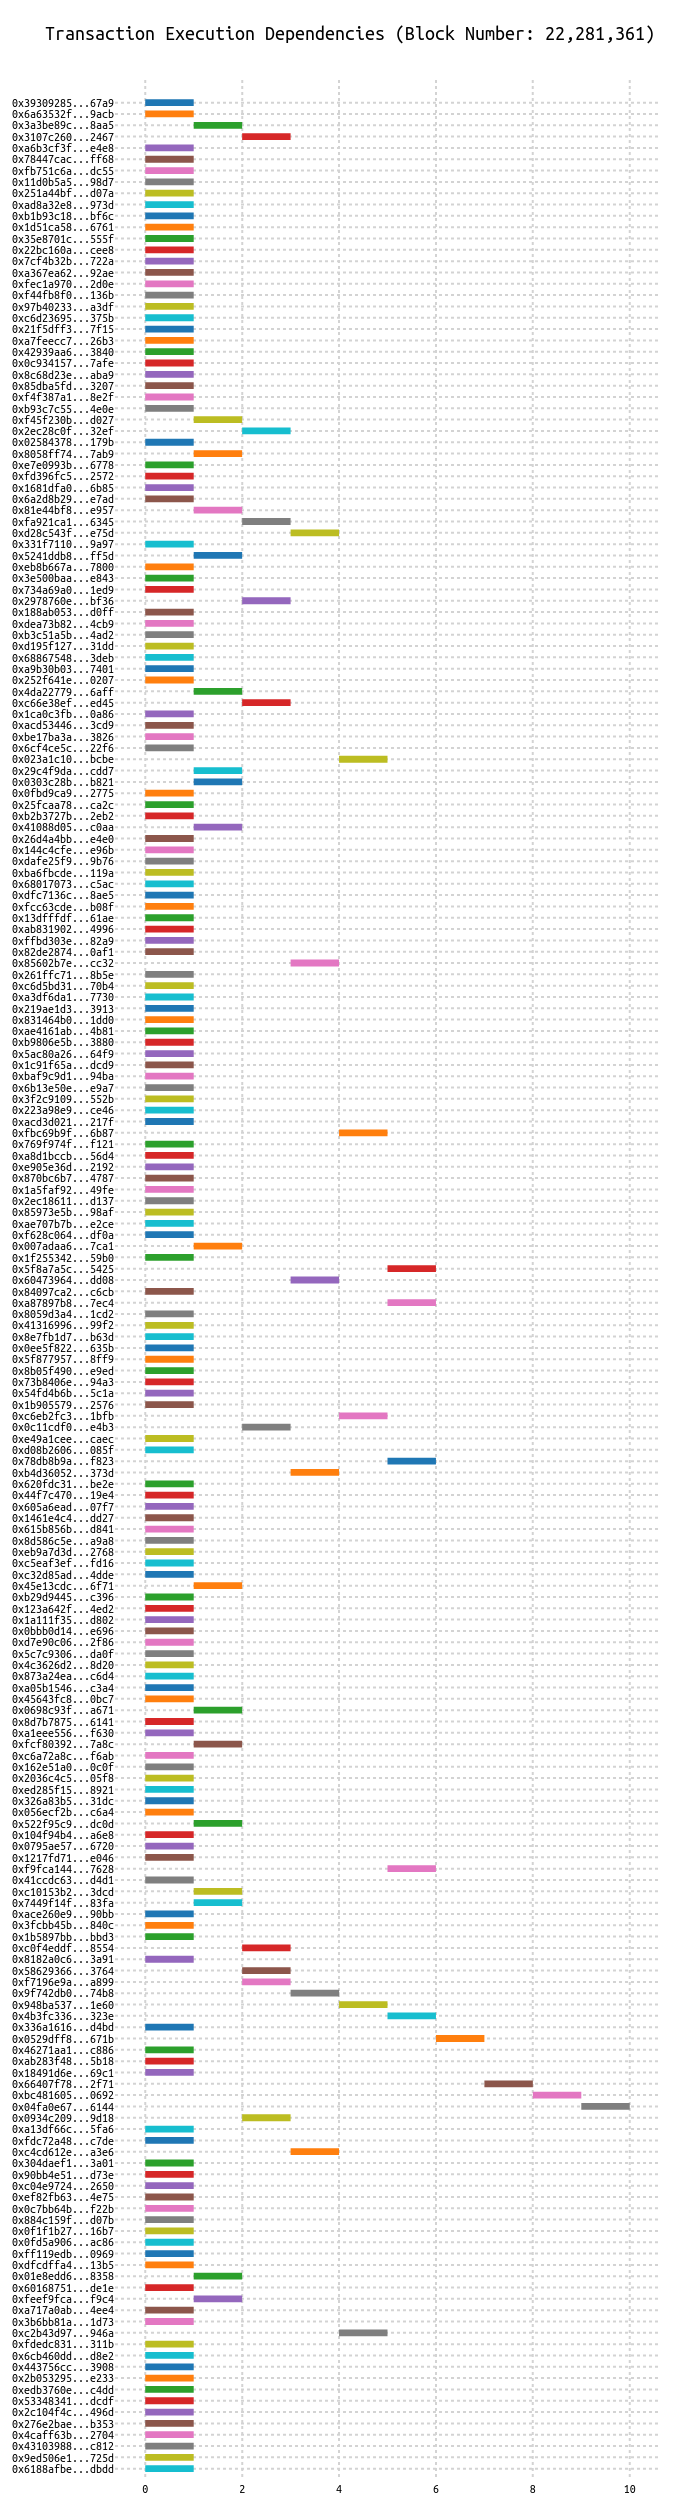 Transaction Execution Dependencies (Block Number: 22,281,361)
0x39309285...67a9
0x6a63532f...9acb
0x3a3be89c...8aa5
0x3107c260...2467
0xa6b3cf3f...e4e8
0x78447cac...ff68
0xfb751c6a...dc55
0x11d0b5a5...98d7
0x251a44bf...d07a
0xad8a32e8...973d
0xb1b93c18...bf6c
0x1d51ca58...6761
0x35e8701c...555f
0x22bc160a...cee8
0x7cf4b32b...722a
0xa367ea62...92ae
0xfec1a970...2d0e
0xf44fb8f0...136b
0x97b40233...a3df
0xc6d23695...375b
0x21f5dff3...7f15
0xa7feecc7...26b3
0x42939aa6...3840
0x0c934157...7afe
0x8c68d23e...aba9
0x85dba5fd...3207
0xf4f387a1...8e2f
0xb93c7c55...4e0e
0xf45f230b...d027
0x2ec28c0f...32ef
0x02584378...179b
0x8058ff74...7ab9
0xe7e0993b...6778
0xfd396fc5...2572
0x1681dfa0...6b85
0x6a2d8b29...e7ad
0x81e44bf8...e957
0xfa921ca1...6345
0xd28c543f...e75d
0x331f7110...9a97
0x5241ddb8...ff5d
0xeb8b667a...7800
0x3e500baa...e843
0x734a69a0...1ed9
0x2978760e...bf36
0x188ab053...d0ff
0xdea73b82...4cb9
0xb3c51a5b...4ad2
0xd195f127...31dd
0x68867548...3deb
0xa9b30b03...7401
0x252f641e...0207
0x4da22779...6aff
0xc66e38ef...ed45
0x1ca0c3fb...0a86
0xacd53446...3cd9
0xbe17ba3a...3826
0x6cf4ce5c...22f6
0x023a1c10...bcbe
0x29c4f9da...cdd7
0x0303c28b...b821
0x0fbd9ca9...2775
0x25fcaa78...ca2c
0xb2b3727b...2eb2
0x41088d05...c0aa
0x26d4a4bb...e4e0
0x144c4cfe...e96b
0xdafe25f9...9b76
0xba6fbcde...119a
0x68017073...c5ac
0xdfc7136c...8ae5
0xfcc63cde...b08f
0x13dfffdf...61ae
0xab831902...4996
0xffbd303e...82a9
0x82de2874...0af1
0x85602b7e...cc32
0x261ffc71...8b5e
0xc6d5bd31...70b4
0xa3df6da1...7730
0x219ae1d3...3913
0x831464b0...1dd0
0xae4161ab...4b81
0xb9806e5b...3880
0x5ac80a26...64f9
0x1c91f65a...dcd9
0xbaf9c9d1...94ba
0x6b13e50e...e9a7
0x3f2c9109...552b
0x223a98e9...ce46
0xacd3d021...217f
0xfbc69b9f...6b87
0x769f974f...f121
0xa8d1bccb...56d4
0xe905e36d...2192
0x870bc6b7...4787
0x1a5faf92...49fe
0x2ec18611...d137
0x85973e5b...98af
0xae707b7b...e2ce
0xf628c064...df0a
0x007adaa6...7ca1
0x1f255342...59b0
0x5f8a7a5c...5425
0x60473964...dd08
0x84097ca2...c6cb
0xa87897b8...7ec4
0x8059d3a4...1cd2
0x41316996...99f2
0x8e7fb1d7...b63d
0x0ee5f822...635b
0x5f877957...8ff9
0x8b05f490...e9ed
0x73b8406e...94a3
0x54fd4b6b...5c1a
0x1b905579...2576
0xc6eb2fc3...1bfb
0x0c11cdf0...e4b3
0xe49a1cee...caec
0xd08b2606...085f
0x78db8b9a...f823
0xb4d36052...373d
0x620fdc31...be2e
0x44f7c470...19e4
0x605a6ead...07f7
0x1461e4c4...dd27
0x615b856b...d841
0x8d586c5e...a9a8
0xeb9a7d3d...2768
0xc5eaf3ef...fd16
0xc32d85ad...4dde
0x45e13cdc...6f71
0xb29d9445...c396
0x123a642f...4ed2
0x1a111f35...d802
0x0bbb0d14...e696
0xd7e90c06...2f86
0x5c7c9306...da0f
0x4c3626d2...8d20
0x873a24ea...c6d4
0xa05b1546...c3a4
0x45643fc8...0bc7
0x0698c93f...a671
0x8d7b7875...6141
0xa1eee556...f630
0xfcf80392...7a8c
0xc6a72a8c...f6ab
0x162e51a0...0c0f
0x2036c4c5...05f8
0xed285f15...8921
0x326a83b5...31dc
0x056ecf2b...c6a4
0x522f95c9...dc0d
0x104f94b4...a6e8
0x0795ae57...6720
0x1217fd71...e046
0xf9fca144...7628
0x41ccdc63...d4d1
0xc10153b2...3dcd
0x7449f14f...83fa
0xace260e9...90bb
0x3fcbb45b...840c
0x1b5897bb...bbd3
0xc0f4eddf...8554
0x8182a0c6...3a91
0x58629366...3764
0xf7196e9a...a899
0x9f742db0...74b8
0x948ba537...1e60
0x4b3fc336...323e
0x336a1616...d4bd
0x0529dff8...671b
0x46271aa1...c886
0xab283f48...5b18
0x18491d6e...69c1
0x66407f78...2f71
0xbc481605...0692
0x04fa0e67...6144
0x0934c209...9d18
0xa13df66c...5fa6
0xfdc72a48...c7de
0xc4cd612e...a3e6
0x304daef1...3a01
0x90bb4e51...d73e
0xc04e9724...2650
0xef82fb63...4e75
0x0c7bb64b...f22b
0x884c159f...d07b
0x0f1f1b27...16b7
0x0fd5a906...ac86
0xff119edb...0969
0xdfcdffa4...13b5
0x01e8edd6...8358
0x60168751...de1e
0xfeef9fca...f9c4
0xa717a0ab...4ee4
0x3b6bb81a...1d73
0xc2b43d97...946a
0xfdedc831...311b
0x6cb460dd...d8e2
0x443756cc...3908
0x2b053295...e233
0xedb3760e...c4dd
0x53348341...dcdf
0x2c104f4c...496d
0x276e2bae...b353
0x4caff63b...2704
0x43103988...c812
0x9ed506e1...725d
0x6188afbe...dbdd
0 2 4 6 8 10